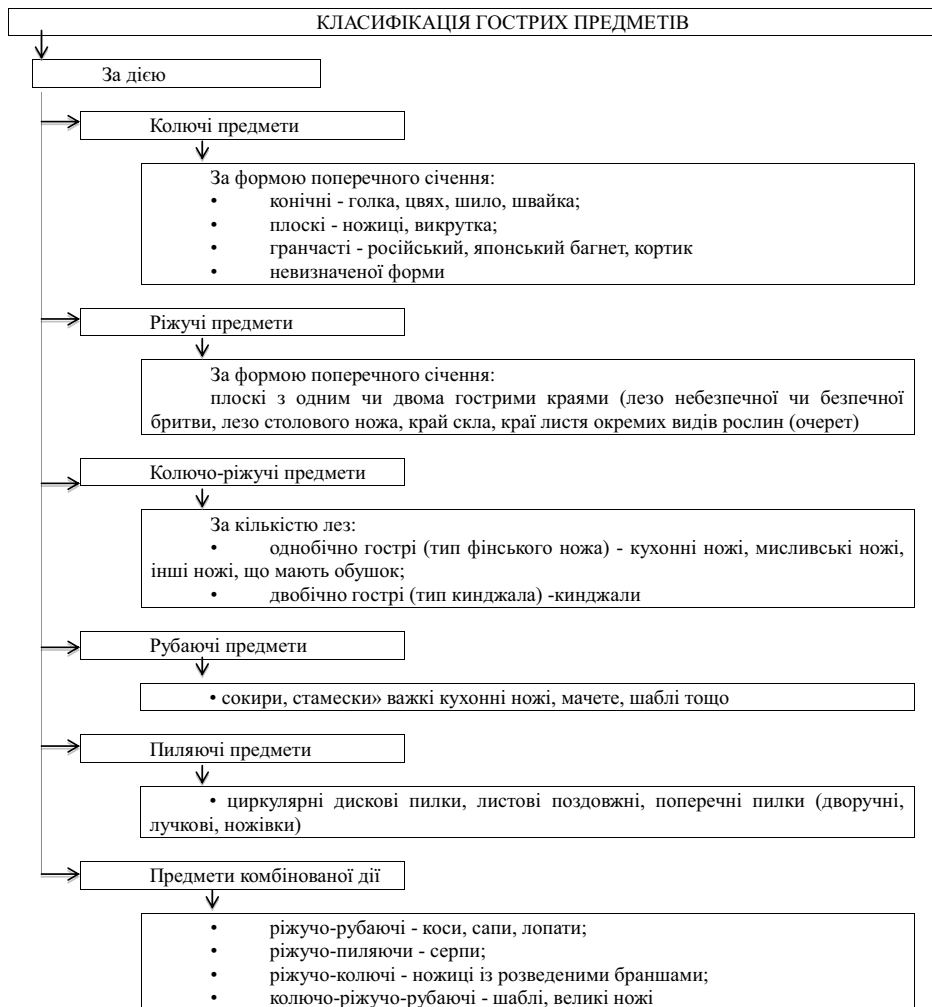 КЛАСИФІКАЦІЯ ГОСТРИХ ПРЕДМЕТІВ
За дією
Колючі предмети
За формою поперечного січення:
• конічні - голка, цвях, шило, швайка;
• плоскі - ножиці, викрутка;
• гранчасті - російський, японський багнет, кортик
• невизначеної форми
Ріжучі предмети
За формою поперечного січення:
плоскі з одним чи двома гострими краями (лезо небезпечної чи безпечної
бритви, лезо столового ножа, край скла, краї листя окремих видів рослин (очерет)
Колючо-ріжучі предмети
За кількістю лез:
• однобічно гострі (тип фінського ножа) - кухонні ножі, мисливські ножі,
інші ножі, що мають обушок;
• двобічно гострі (тип кинджала) -кинджали
Рубаючі предмети
• сокири, стамески» важкі кухонні ножі, мачете, шаблі тощо
Пиляючі предмети
• циркулярні дискові пилки, листові поздовжні, поперечні пилки (дворучні,
лучкові, ножівки)
Предмети комбінованої дії
• ріжучо-рубаючі - коси, сапи, лопати;
• ріжучо-пиляючи - серпи;
• ріжучо-колючі - ножиці із розведеними браншами;
• колючо-ріжучо-рубаючі - шаблі, великі ножі